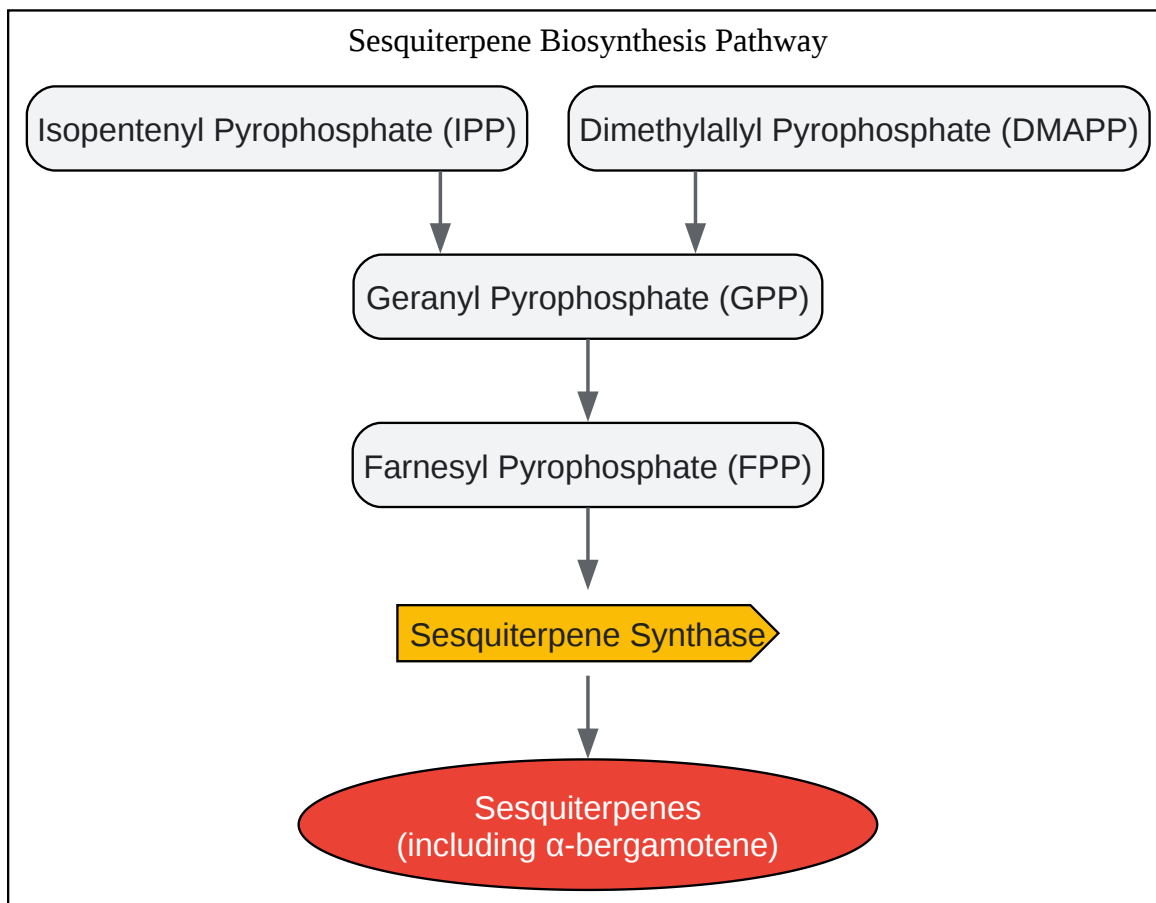 Sesquiterpene Biosynthesis Pathway
Isopentenyl Pyrophosphate (IPP)
Dimethylallyl Pyrophosphate (DMAPP)
Geranyl Pyrophosphate (GPP)
Farnesyl Pyrophosphate (FPP)
Sesquiterpene Synthase
Sesquiterpenes
(including α-bergamotene)